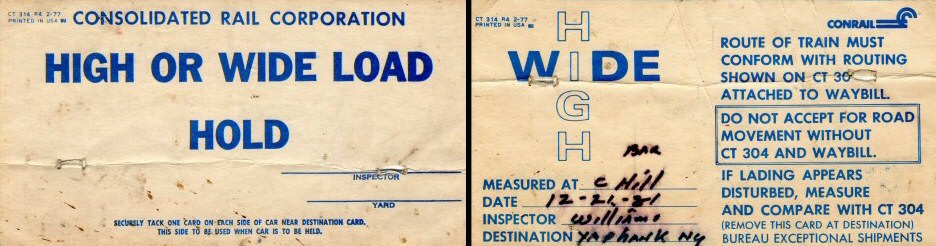 CT 314 R4 2-77
PRINTED IN USA
CONSOLIDATED RAIL CORPORATION
HIGH OR WIDE LOAD
HOLD
INSPECTOR
YARD
SECURELY TACK ONE CARD ON EACH SIDE OF CAR NEAR DESTINATION CARD.
THIS SIDE TO BE USED WHEN CAR IS TO BE HELD.
CT 314 R4 2-77
PRINTED IN USA
HIGH
WIDE
BAR
MEASURED AT C Hill
DATE 12-21-81
INSPECTOR Williams
DESTINATION YAPHANK NY
CONRAIL
ROUTE OF TRAIN MUST
CONFORM WITH ROUTING
SHOWN ON CT 30
ATTACHED TO WAYBILL.
DO NOT ACCEPT FOR ROAD
MOVEMENT WITHOUT
CT 304 AND WAYBILL.
IF LADING APPEARS
DISTURBED, MEASURE
AND COMPARE WITH CT 304
(REMOVE THIS CARD AT DESTINATION)
BUREAU EXCEPTIONAL SHIPMENTS